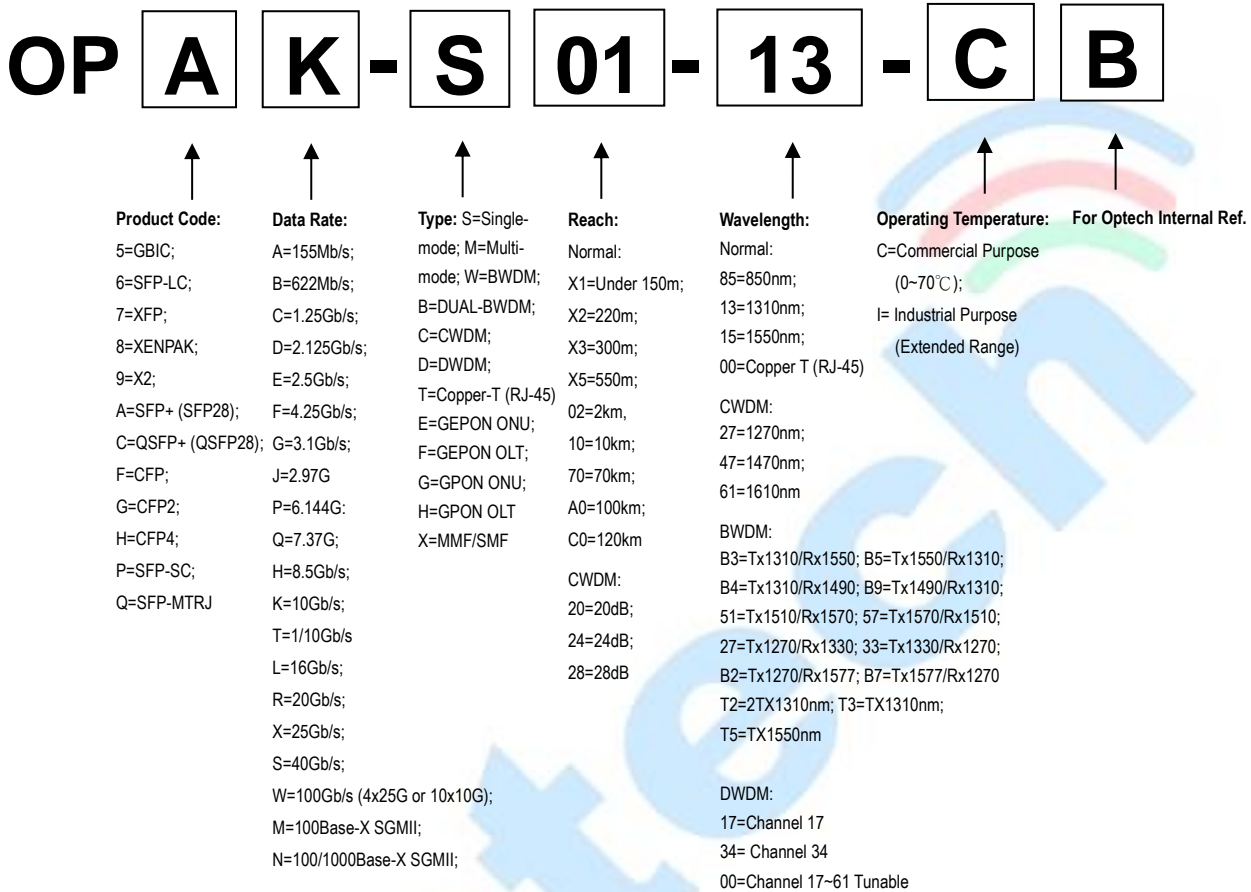 OP A K - S 01 - 13 - C B
Product Code:
5=GBIC;
6=SFP-LC;
7=XFP;
8=XENPAK;
9=X2;
A=SFP+ (SFP28);
C=QSFP+ (QSFP28);
F=CFP;
G=CFP2;
H=CFP4;
P=SFP-SC;
Q=SFP-MTRJ
Data Rate:
A=155Mb/s;
B=622Mb/s;
C=1.25Gb/s;
D=2.125Gb/s;
E=2.5Gb/s;
F=4.25Gb/s;
G=3.1Gb/s;
J=2.97G
P=6.144G:
Q=7.37G;
H=8.5Gb/s;
K=10Gb/s;
T=1/10Gb/s
L=16Gb/s;
R=20Gb/s;
X=25Gb/s;
S=40Gb/s;
W=100Gb/s (4x25G or 10x10G);
M=100Base-X SGMII;
N=100/1000Base-X SGMII;
Type: S=Single-
mode; M=Multi-
mode; W=BWDM;
B=DUAL-BWDM;
C=CWDM;
D=DWDM;
T=Copper-T (RJ-45)
E=GEPON ONU;
F=GEPON OLT;
G=GPON ONU;
H=GPON OLT
X=MMF/SMF
Reach:
Normal:
X1=Under 150m;
X2=220m;
X3=300m;
X5=550m;
02=2km,
10=10km;
70=70km;
A0=100km;
C0=120km
CWDM:
20=20dB;
24=24dB;
28=28dB
Wavelength:
Normal:
85=850nm;
13=1310nm;
15=1550nm;
00=Copper T (RJ-45)
CWDM:
27=1270nm;
47=1470nm;
61=1610nm
BWDM:
B3=Tx1310/Rx1550; B5=Tx1550/Rx1310;
B4=Tx1310/Rx1490; B9=Tx1490/Rx1310;
51=Tx1510/Rx1570; 57=Tx1570/Rx1510;
27=Tx1270/Rx1330; 33=Tx1330/Rx1270;
B2=Tx1270/Rx1577; B7=Tx1577/Rx1270
T2=2TX1310nm; T3=TX1310nm;
T5=TX1550nm
DWDM:
17=Channel 17
34= Channel 34
00=Channel 17~61 Tunable
Operating Temperature:
C=Commercial Purpose
(0~70℃);
I= Industrial Purpose
(Extended Range)
For Optech Internal Ref.
tech